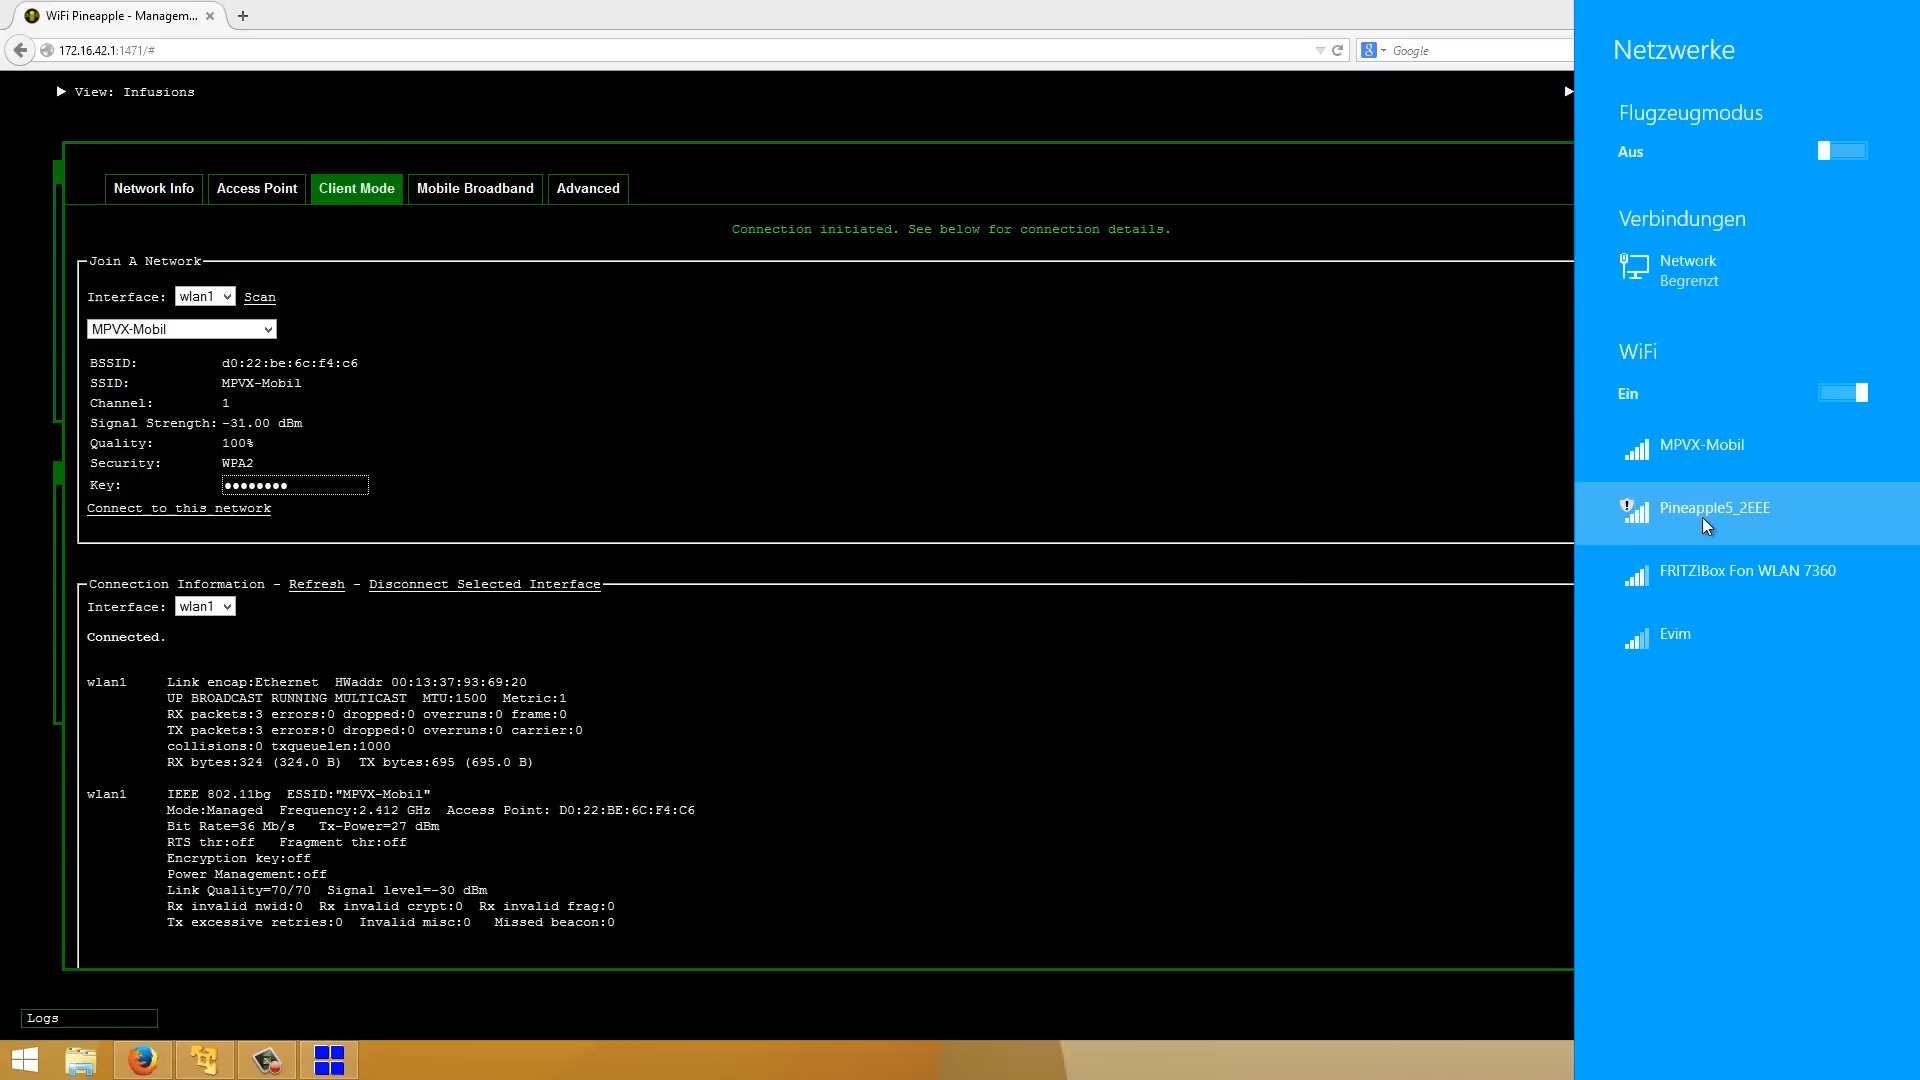 WiFi Pineapple - Managem...
172.16.42.1:1471/#
Google
View: Infusions
Network Info
Access Point
Client Mode
Mobile Broadband
Advanced
Connection initiated. See below for connection details.
Join A Network
Interface: wlan1 Scan
MPVX-Mobil
BSSID: d0:22:be:6c:f4:c6
SSID: MPVX-Mobil
Channel: 1
Signal Strength: -31.00 dBm
Quality: 100%
Security: WPA2
Key: ●●●●●●●●
Connect to this network
Connection Information - Refresh - Disconnect Selected Interface
Interface: wlan1
Connected.
wlan1 Link encap:Ethernet HWaddr 00:13:37:93:69:20
UP BROADCAST RUNNING MULTICAST MTU:1500 Metric:1
RX packets:3 errors:0 dropped:0 overruns:0 frame:0
TX packets:3 errors:0 dropped:0 overruns:0 carrier:0
collisions:0 txqueuelen:1000
RX bytes:324 (324.0 B) TX bytes:695 (695.0 B)
wlan1 IEEE 802.11bg ESSID:"MPVX-Mobil"
Mode:Managed Frequency:2.412 GHz Access Point: D0:22:BE:6C:F4:C6
Bit Rate=36 Mb/s Tx-Power=27 dBm
RTS thr:off Fragment thr:off
Encryption key:off
Power Management:off
Link Quality=70/70 Signal level=-30 dBm
Rx invalid nwid:0 Rx invalid crypt:0 Rx invalid frag:0
Tx excessive retries:0 Invalid misc:0 Missed beacon:0
Logs
Netzwerke
Flugzeugmodus
Aus
Verbindungen
Network
Begrenzt
WiFi
Ein
MPVX-Mobil
Pineapple5_2EEE
FRITZ!Box Fon WLAN 7360
Evim